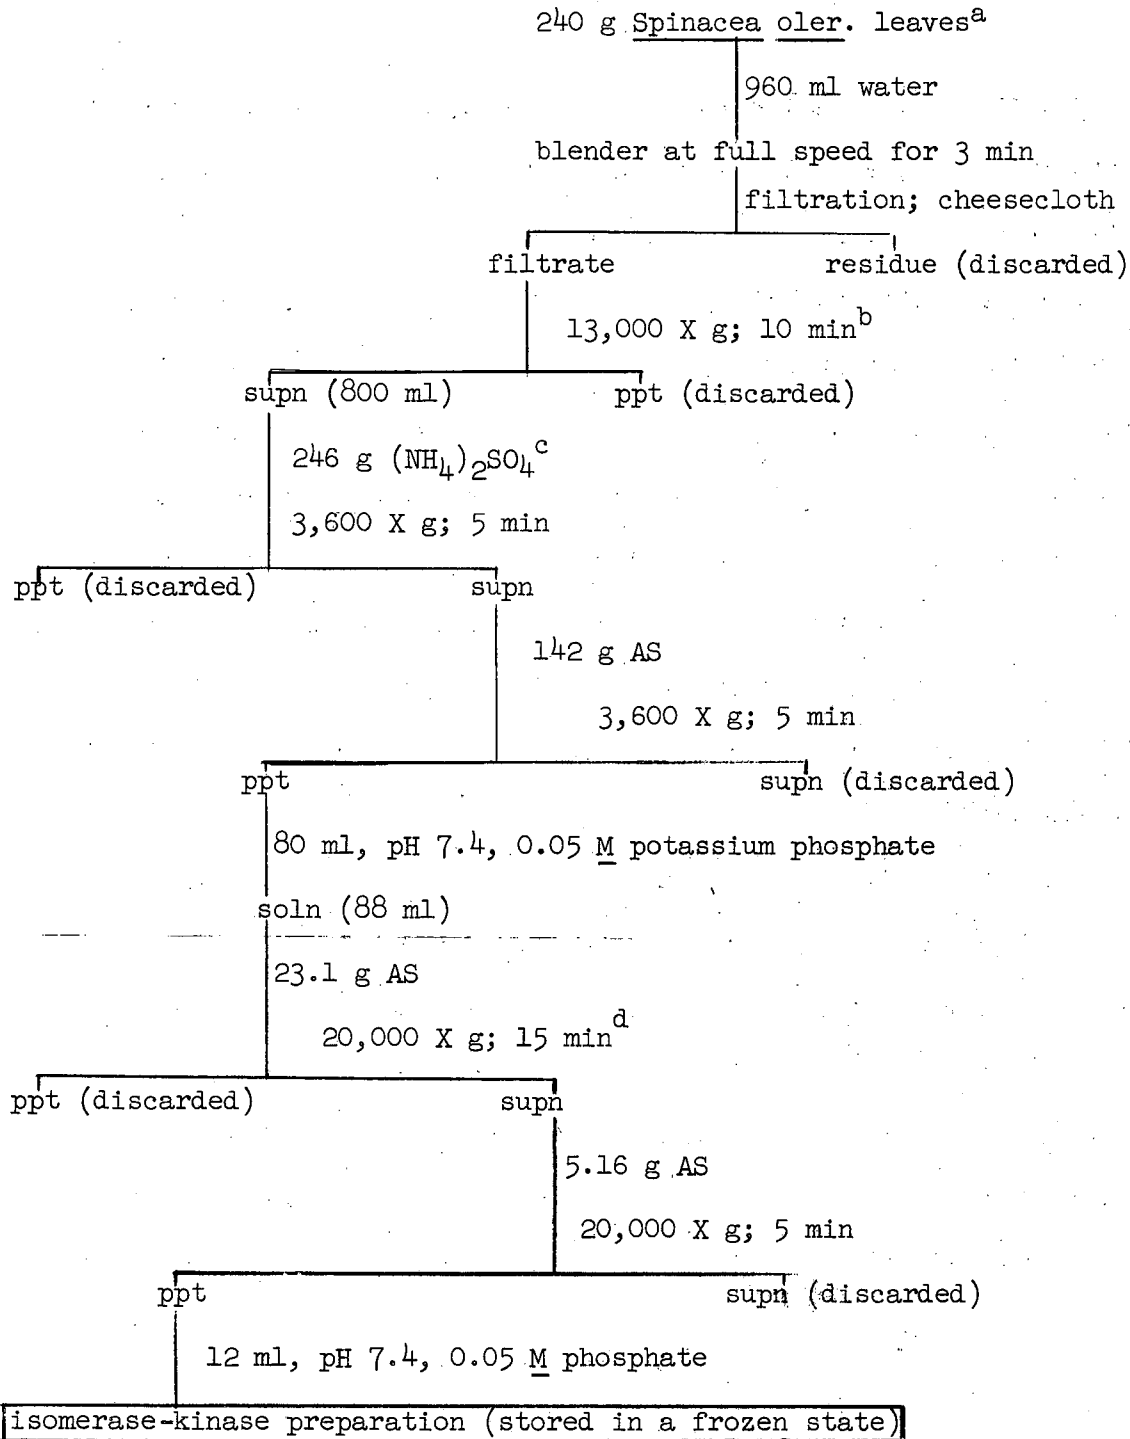 240 g Spinacea oler. leavesᵃ
960 ml water
blender at full speed for 3 min
filtration; cheesecloth
filtrate residue (discarded)
13,000 X g; 10 minᵇ
supn (800 ml) ppt (discarded)
246 g (NH₄)₂SO₄ᶜ
3,600 X g; 5 min
ppt (discarded) supn
142 g AS
3,600 X g; 5 min
ppt supn (discarded)
80 ml, pH 7.4, 0.05 M potassium phosphate
soln (88 ml)
23.1 g AS
20,000 X g; 15 minᵈ
ppt (discarded) supn
5.16 g AS
20,000 X g; 5 min
ppt supn (discarded)
12 ml, pH 7.4, 0.05 M phosphate
isomerase-kinase preparation (stored in a frozen state)